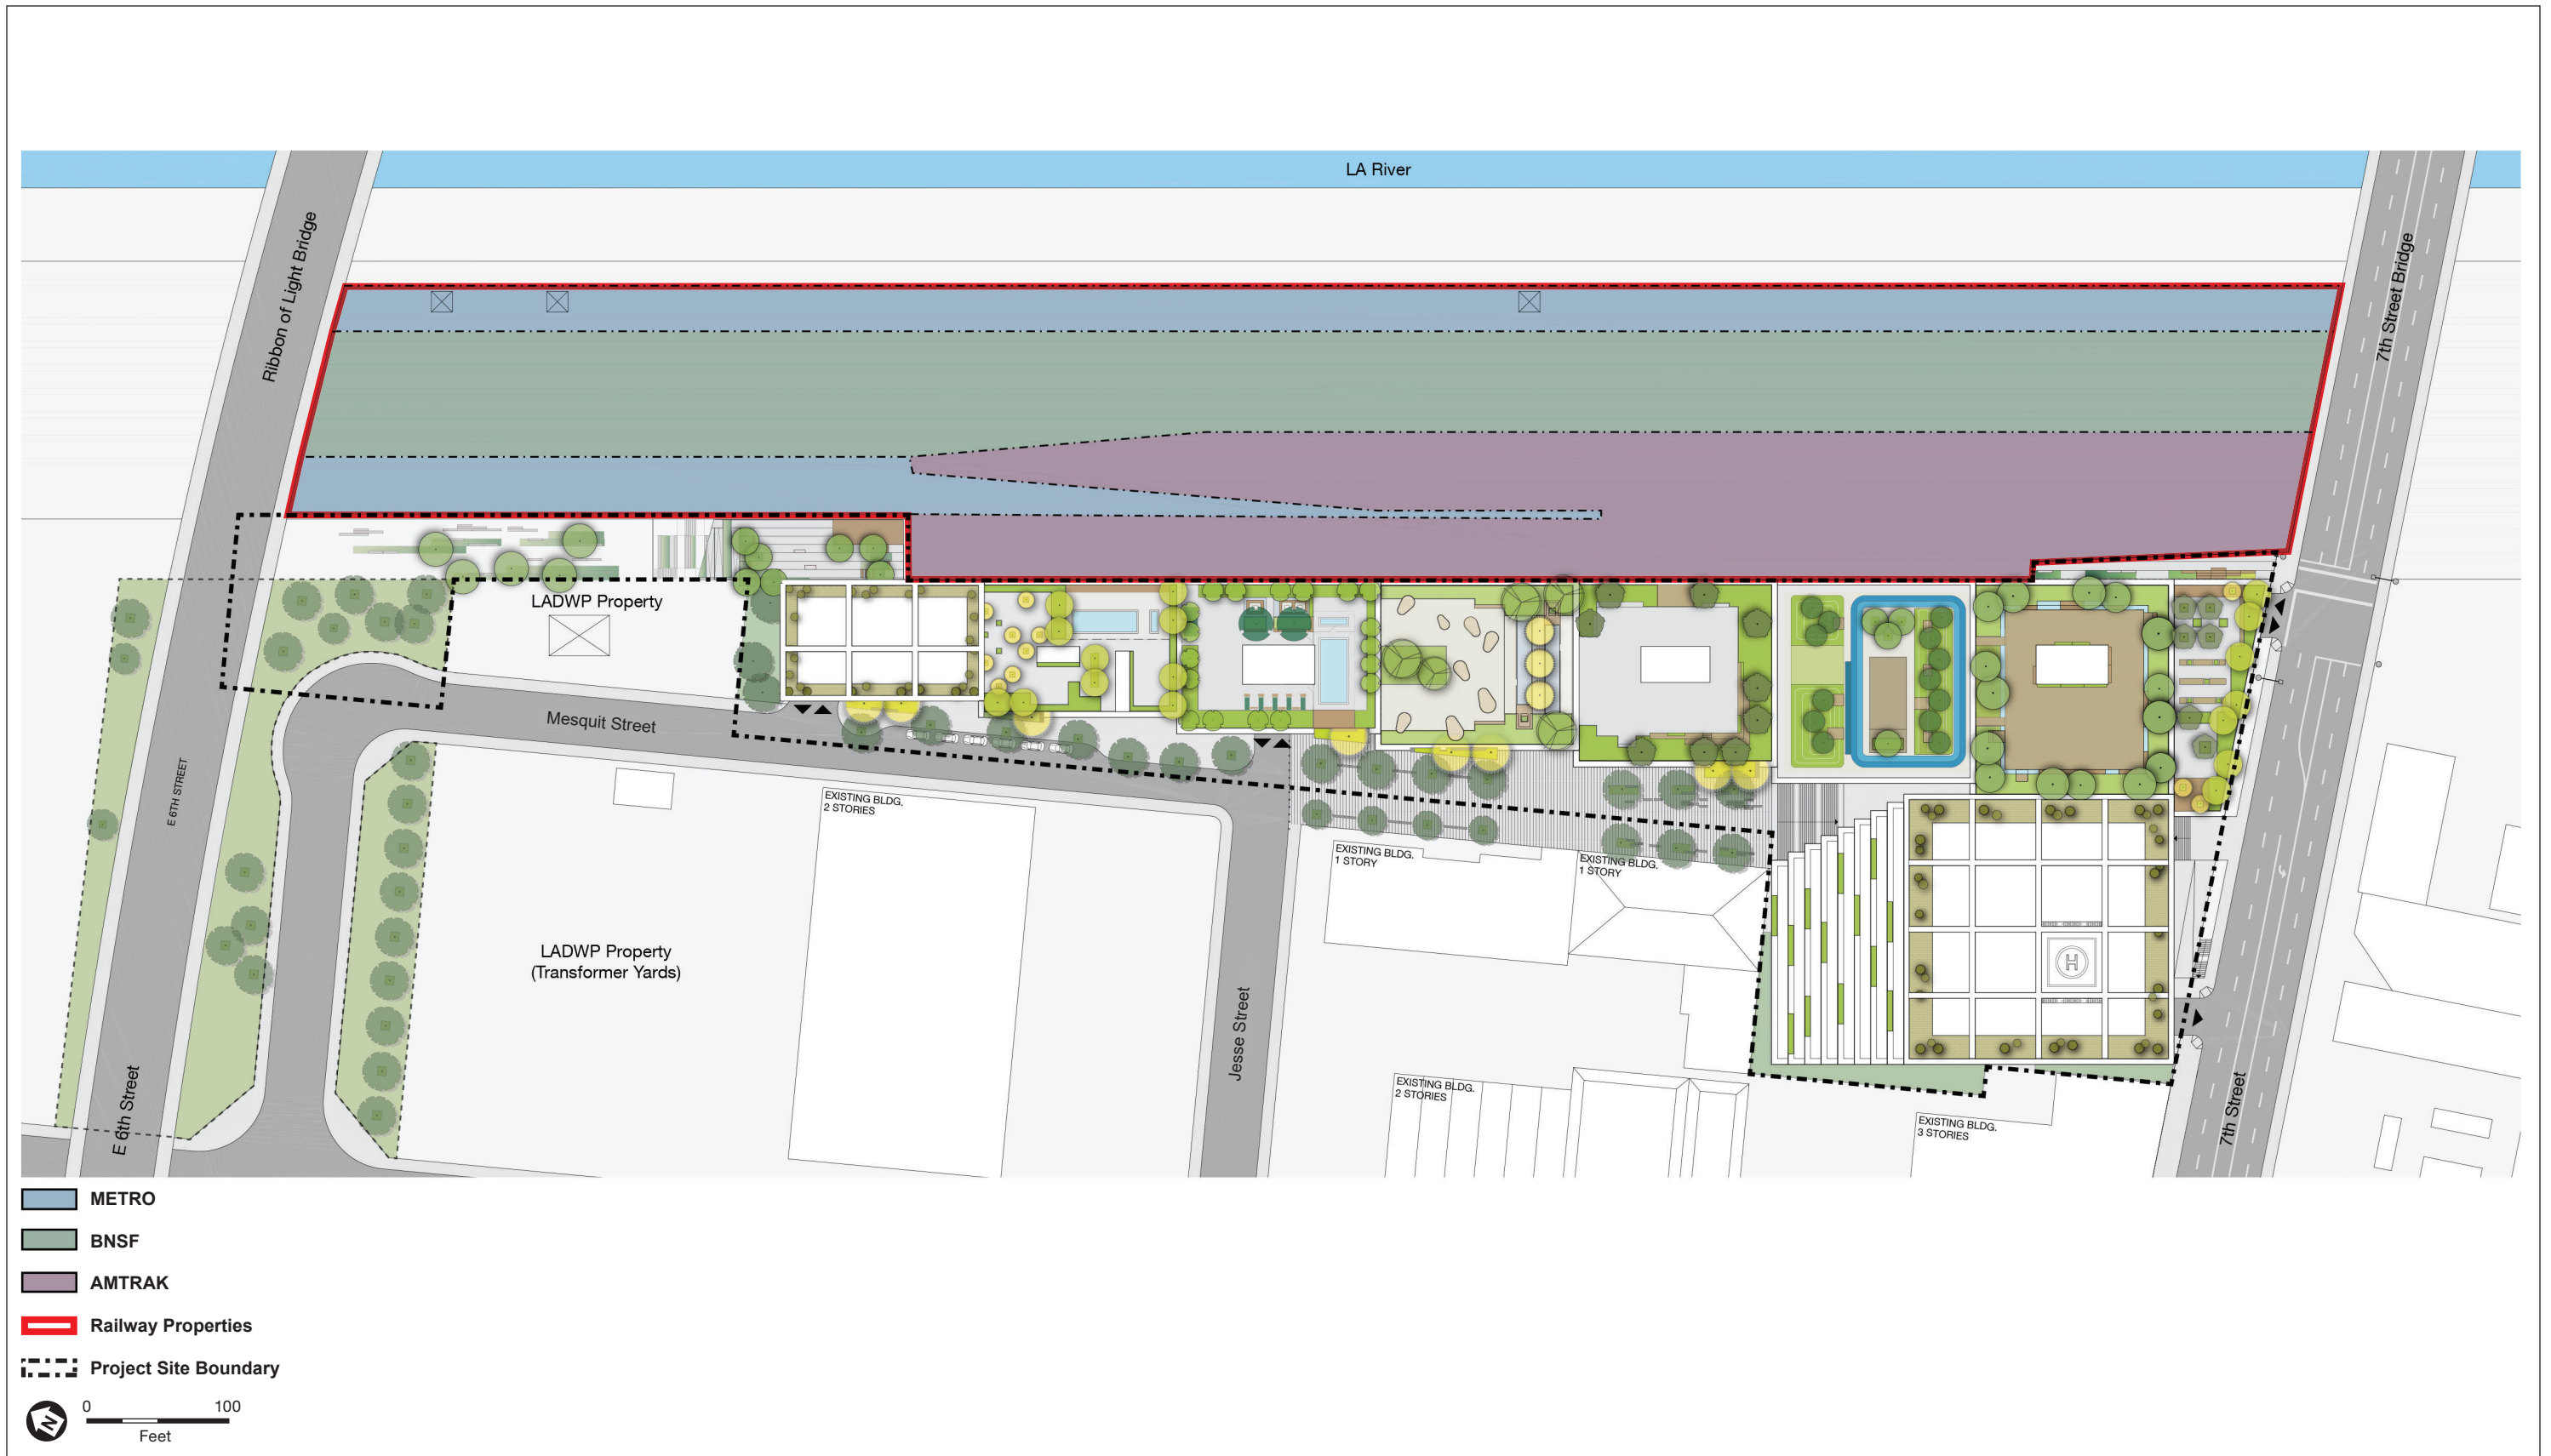 LA River
Ribbon of Light Bridge
7th Street Bridge
LADWP Property
Mesquit Street
E 6TH STREET
EXISTING BLDG.
2 STORIES
EXISTING BLDG.
1 STORY
EXISTING BLDG.
1 STORY
LADWP Property
(Transformer Yards)
H
Jesse Street
E 6th Street
EXISTING BLDG.
2 STORIES
EXISTING BLDG.
3 STORIES
7th Street
METRO
BNSF
AMTRAK
Railway Properties
Project Site Boundary
N
0 100
Feet